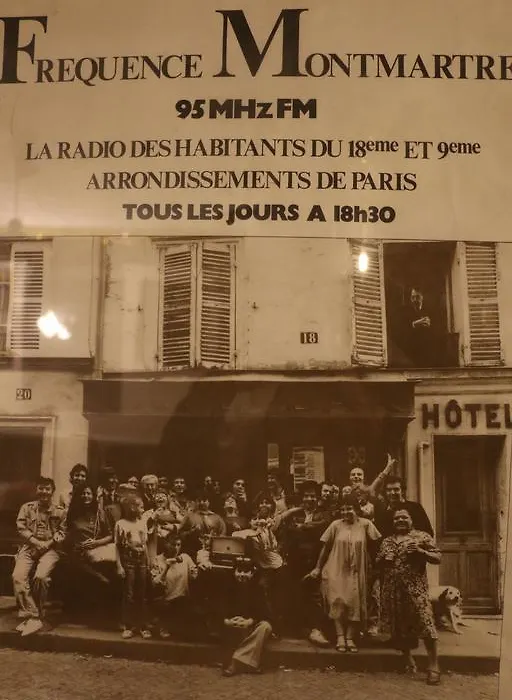 FREQUENCE MONTMARTRE
95 MHz FM
LA RADIO DES HABITANTS DU 18eme ET 9eme
ARRONDISSEMENTS DE PARIS
TOUS LES JOURS A 18h30
18
20
HÔTEL